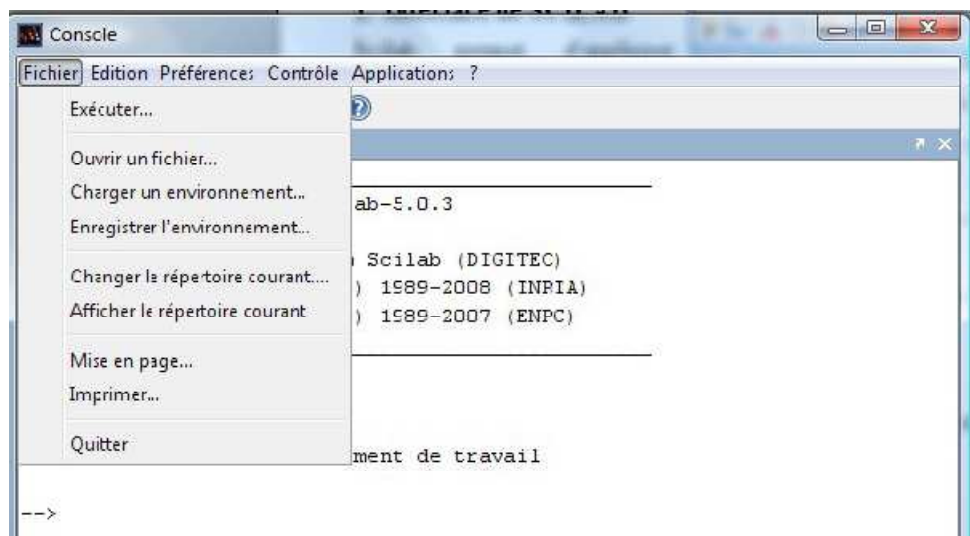 Console
Fichier Edition Préférences Contrôle Applications ?
Exécuter...
Ouvrir un fichier...
Charger un environnement...
Enregistrer l'environnement...
Changer le répertoire courant....
Afficher le répertoire courant
Mise en page...
Imprimer...
Quitter
ab-5.0.3
Scilab (DIGITEC)
) 1989-2008 (INRIA)
) 1989-2007 (ENPC)
ment de travail
-->